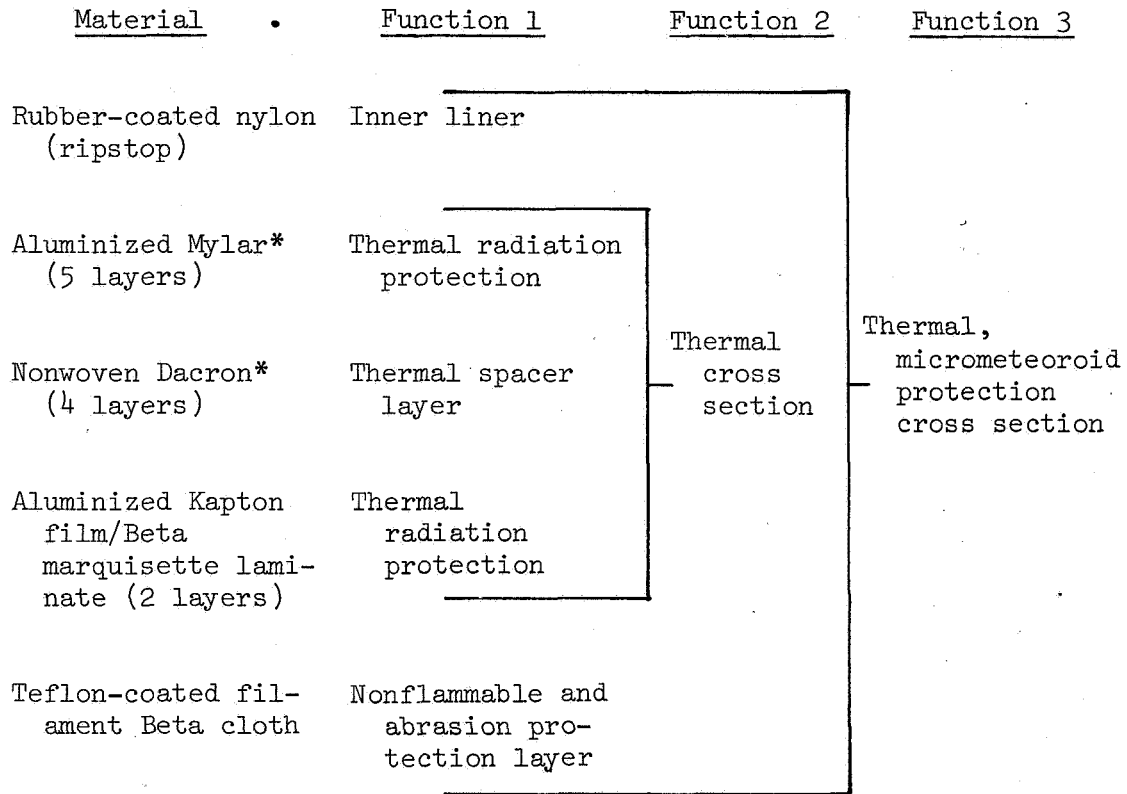 Material • Function 1 Function 2 Function 3
Rubber-coated nylon Inner liner
(ripstop)
Aluminized Mylar* Thermal radiation
(5 layers) protection
Thermal,
Thermal micrometeoroid
Nonwoven Dacron* Thermal spacer cross protection
(4 layers) layer section cross section
Aluminized Kapton Thermal
film/Beta radiation
marquisette lami- protection
nate (2 layers)
Teflon-coated fil- Nonflammable and
ament Beta cloth abrasion pro-
tection layer